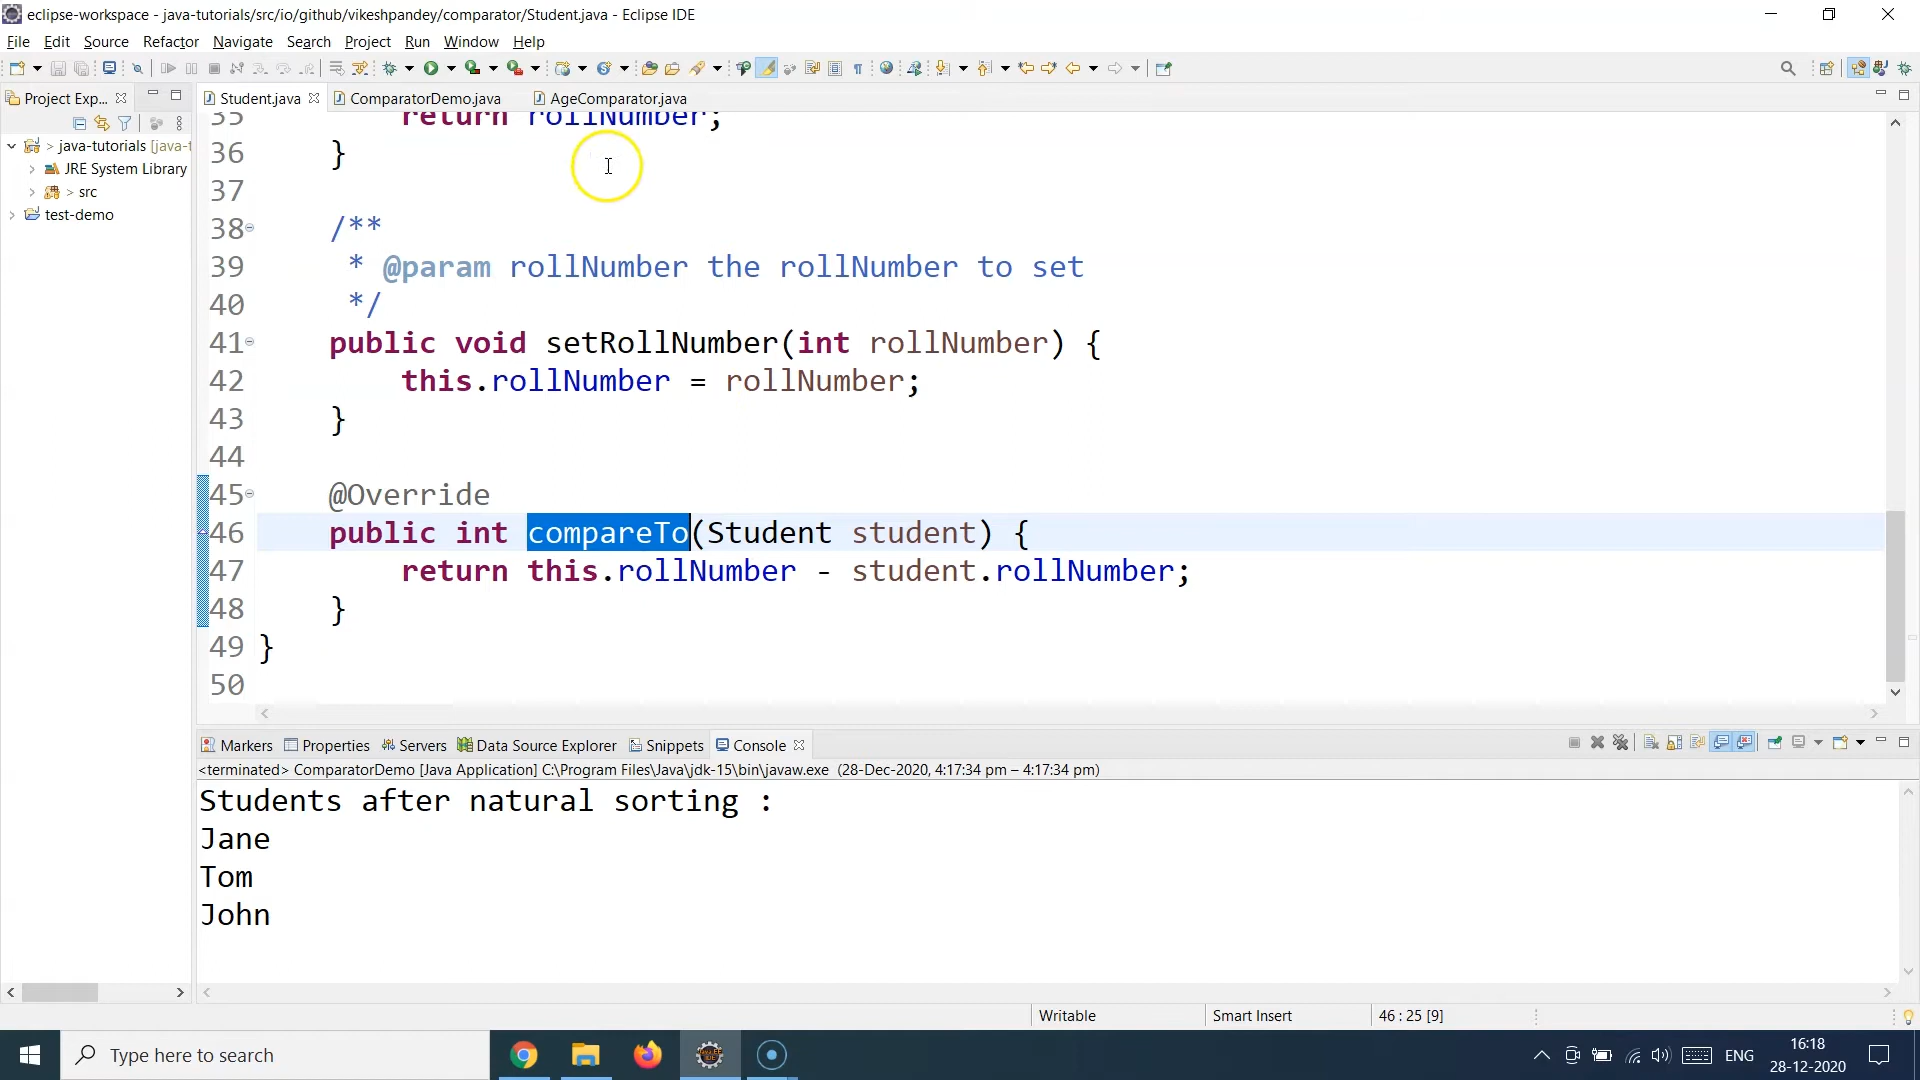 eclipse-workspace - java-tutorials/src/io/github/vikeshpandey/comparator/Student.java - Eclipse IDE
File Edit Source Refactor Navigate Search Project Run Window Help
Project Exp...
Student.java ComparatorDemo.java AgeComparator.java
> java-tutorials [java-t
JRE System Library
> src
test-demo
35 return rollNumber;
36 }
37
38 /**
39 * @param rollNumber the rollNumber to set
40 */
41 public void setRollNumber(int rollNumber) {
42 this.rollNumber = rollNumber;
43 }
44
45 @Override
46 public int compareTo(Student student) {
47 return this.rollNumber - student.rollNumber;
48 }
49 }
50
Markers Properties Servers Data Source Explorer Snippets Console
<terminated> ComparatorDemo [Java Application] C:\Program Files\Java\jdk-15\bin\javaw.exe (28-Dec-2020, 4:17:34 pm – 4:17:34 pm)
Students after natural sorting :
Jane
Tom
John
Writable Smart Insert 46 : 25 [9]
Type here to search
ENG
16:18
28-12-2020